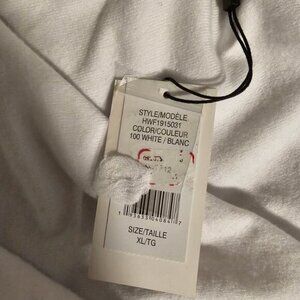 STYLE/MODÈLE
HWF1915031
COLOR/COULEUR
100 WHITE / BLANC
SIZE/TAILLE
XL/TG